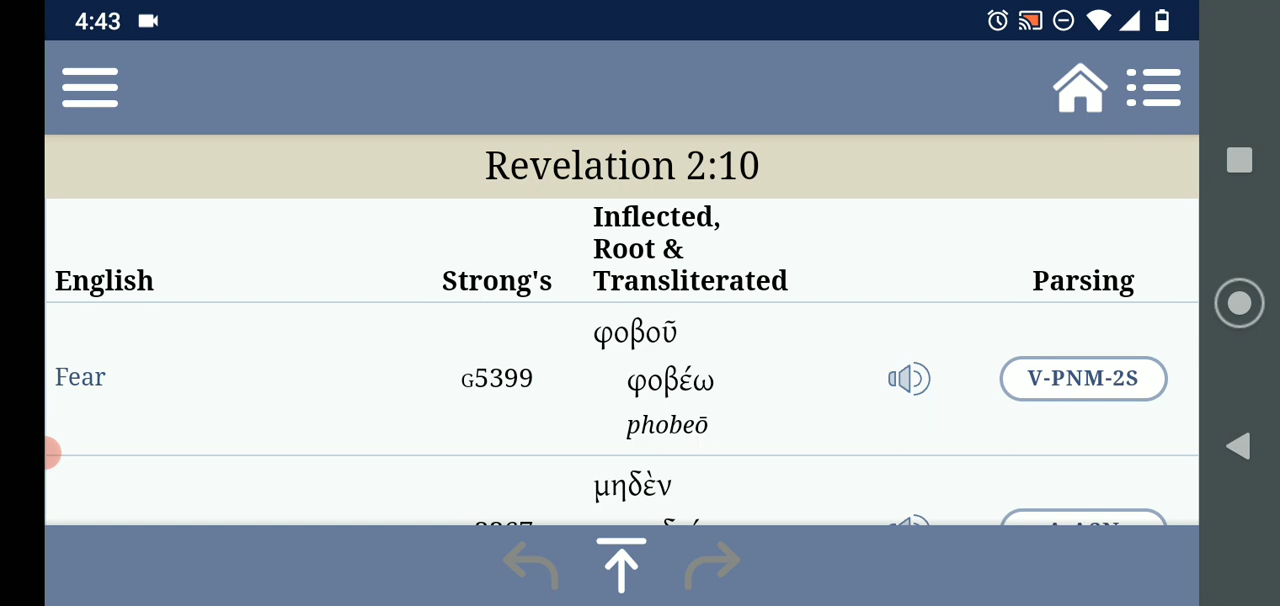 4:43
Revelation 2:10
Inflected,
Root &
English Strong's Transliterated Parsing
φοβοῦ
Fear G5399 φοβέω V-PNM-2S
phobeō
μηδὲν